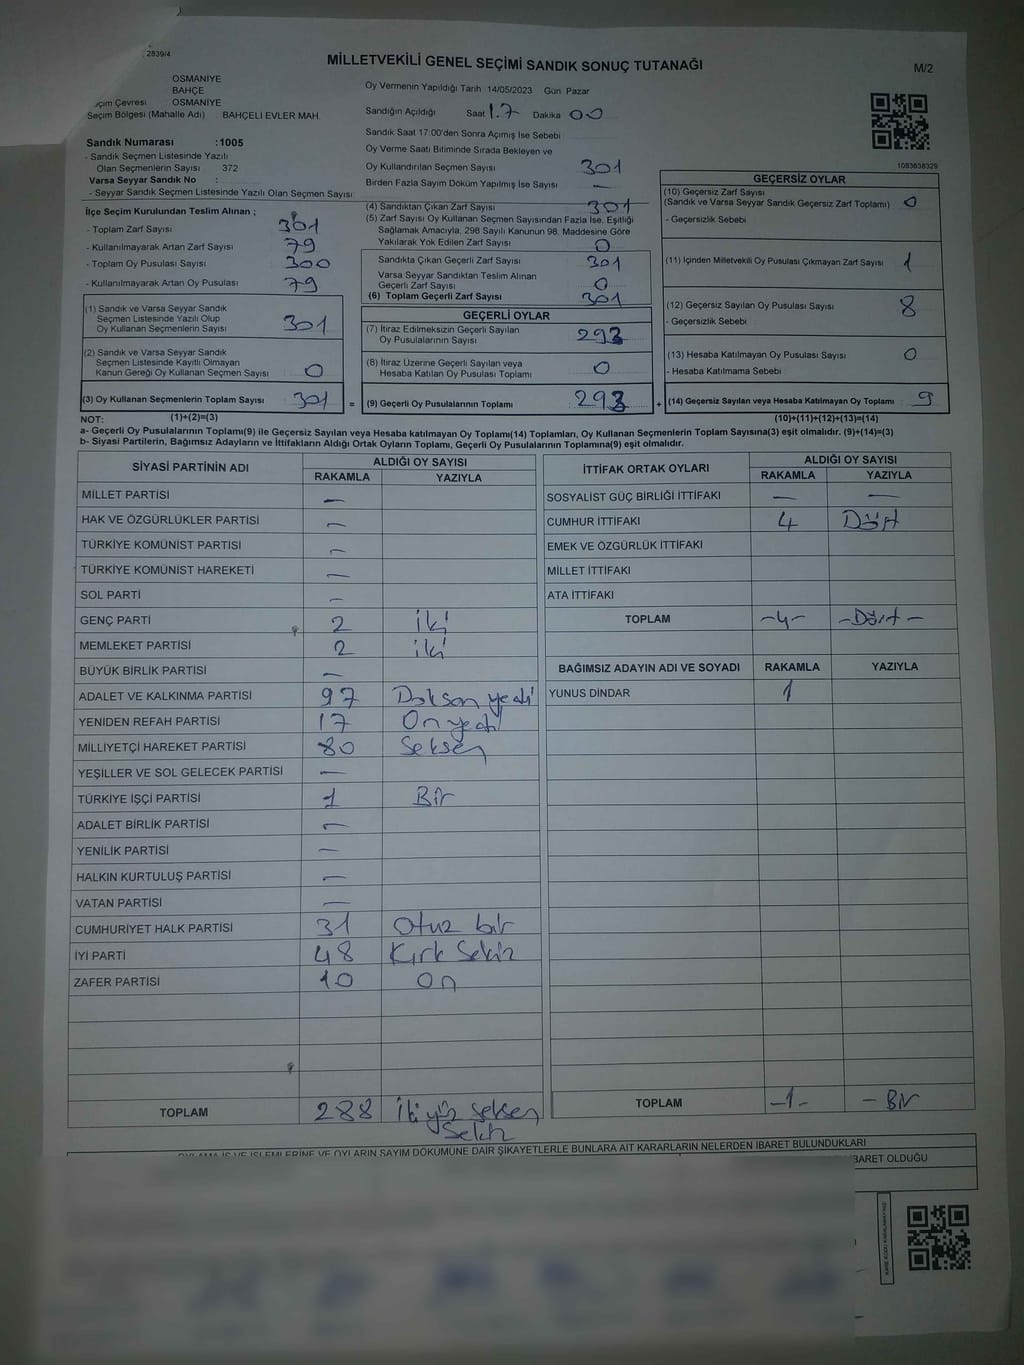 2839/4
MİLLETVEKİLİ GENEL SEÇİMİ SANDIK SONUÇ TUTANAĞI
M/2
OSMANİYE
BAHÇE
eçim Çevresi OSMANİYE
Seçim Bölgesi (Mahalle Adı) BAHÇELİ EVLER MAH.
Oy Vermenin Yapıldığı Tarih 14/05/2023 Gün Pazar
Sandığın Açıldığı Saat 17 Dakika 00
Sandık Saat 17:00'den Sonra Açımış İse Sebebi
Oy Verme Saati Bitiminde Sırada Bekleyen ve
Oy Kullandırılan Seçmen Sayısı 301
Birden Fazla Sayım Döküm Yapılmış İse Sayısı —
1083638329
Sandık Numarası :1005
- Sandık Seçmen Listesinde Yazılı
Olan Seçmenlerin Sayısı 372
Varsa Seyyar Sandık No :
- Seyyar Sandık Seçmen Listesinde Yazılı Olan Seçmen Sayısı
İlçe Seçim Kurulundan Teslim Alınan ;
- Toplam Zarf Sayısı 301
- Kullanılmayarak Artan Zarf Sayısı 79
- Toplam Oy Pusulası Sayısı 300
- Kullanılmayarak Artan Oy Pusulası 79
(1) Sandık ve Varsa Seyyar Sandık
Seçmen Listesinde Yazılı Olup
Oy Kullanan Seçmenlerin Sayısı 301
(2) Sandık ve Varsa Seyyar Sandık
Seçmen Listesinde Kayıtlı Olmayan
Kanun Gereği Oy Kullanan Seçmen Sayısı 0
(3) Oy Kullanan Seçmenlerin Toplam Sayısı 301 =
(1)+(2)=(3)
(4) Sandıktan Çıkan Zarf Sayısı 301
(5) Zarf Sayısı Oy Kullanan Seçmen Sayısından Fazla İse, Eşitliği
Sağlamak Amacıyla, 298 Sayılı Kanunun 98. Maddesine Göre
Yakılarak Yok Edilen Zarf Sayısı 0
Sandıkta Çıkan Geçerli Zarf Sayısı 301
Varsa Seyyar Sandıktan Teslim Alınan
Geçerli Zarf Sayısı 0
(6) Toplam Geçerli Zarf Sayısı 301
GEÇERLİ OYLAR
(7) İtiraz Edilmeksizin Geçerli Sayılan
Oy Pusulalarının Sayısı 293
(8) İtiraz Üzerine Geçerli Sayılan veya
Hesaba Katılan Oy Pusulası Toplamı 0
(9) Geçerli Oy Pusulalarının Toplamı 293 +
GEÇERSİZ OYLAR
(10) Geçersiz Zarf Sayısı
(Sandık ve Varsa Seyyar Sandık Geçersiz Zarf Toplamı) 0
- Geçersizlik Sebebi
(11) İçinden Milletvekili Oy Pusulası Çıkmayan Zarf Sayısı 1
(12) Geçersiz Sayılan Oy Pusulası Sayısı 8
- Geçersizlik Sebebi
(13) Hesaba Katılmayan Oy Pusulası Sayısı 0
- Hesaba Katılmama Sebebi
(14) Geçersiz Sayılan veya Hesaba Katılmayan Oy Toplamı 9
(10)+(11)+(12)+(13)=(14)
NOT:
a- Geçerli Oy Pusulalarının Toplamı(9) ile Geçersiz Sayılan veya Hesaba katılmayan Oy Toplamı(14) Toplamları, Oy Kullanan Seçmenlerin Toplam Sayısına(3) eşit olmalıdır. (9)+(14)=(3)
b- Siyasi Partilerin, Bağımsız Adayların ve İttifakların Aldığı Ortak Oyların Toplamı, Geçerli Oy Pusulalarının Toplamına(9) eşit olmalıdır.
SİYASİ PARTİNİN ADI ALDIĞI OY SAYISI
RAKAMLA YAZIYLA
MİLLET PARTİSİ —
HAK VE ÖZGÜRLÜKLER PARTİSİ —
TÜRKİYE KOMÜNİST PARTİSİ —
TÜRKİYE KOMÜNİST HAREKETİ —
SOL PARTİ —
GENÇ PARTİ 2 iki
MEMLEKET PARTİSİ 2 iki
BÜYÜK BİRLİK PARTİSİ —
ADALET VE KALKINMA PARTİSİ 97 Doksan yedi
YENİDEN REFAH PARTİSİ 17 On yedi
MİLLİYETÇİ HAREKET PARTİSİ 80 Seksen
YEŞİLLER VE SOL GELECEK PARTİSİ —
TÜRKİYE İŞÇİ PARTİSİ 1 Bir
ADALET BİRLİK PARTİSİ —
YENİLİK PARTİSİ —
HALKIN KURTULUŞ PARTİSİ —
VATAN PARTİSİ —
CUMHURİYET HALK PARTİSİ 31 Otuz bir
İYİ PARTİ 48 Kırk Sekiz
ZAFER PARTİSİ 10 On
TOPLAM 288 İki yüz seksen
Sekiz
İTTİFAK ORTAK OYLARI ALDIĞI OY SAYISI
RAKAMLA YAZIYLA
SOSYALİST GÜÇ BİRLİĞİ İTTİFAKI — —
CUMHUR İTTİFAKI 4 Dört
EMEK VE ÖZGÜRLÜK İTTİFAKI
MİLLET İTTİFAKI
ATA İTTİFAKI
TOPLAM -4- -Dört-
BAĞIMSIZ ADAYIN ADI VE SOYADI RAKAMLA YAZIYLA
YUNUS DİNDAR 1
TOPLAM -1- - Bir
OYLAMA İŞ VE İŞLEMLERİNE VE OYLARIN SAYIM DÖKÜMÜNE DAİR ŞİKAYETLERLE BUNLARA AİT KARARLARIN NELERDEN İBARET BULUNDUKLARI
İBARET OLDUĞU